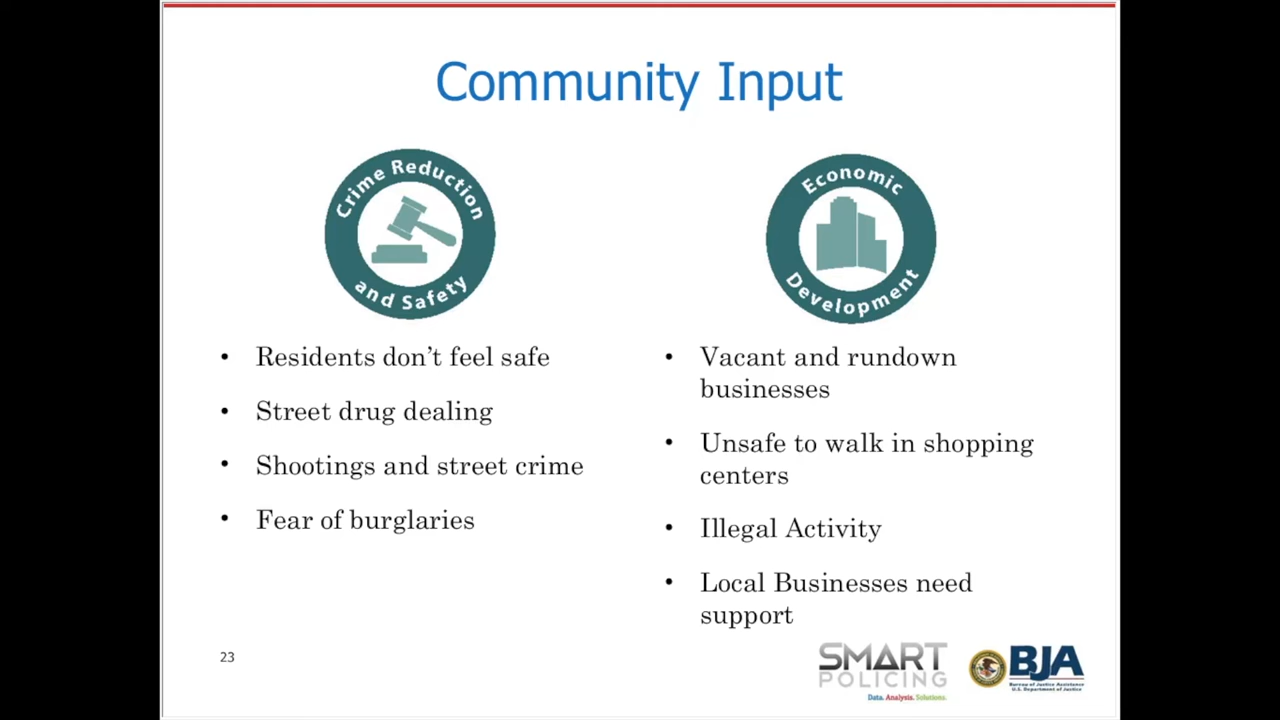 Community Input
Crime Reduction
and Safety
Economic
Development
• Residents don’t feel safe
• Street drug dealing
• Shootings and street crime
• Fear of burglaries
• Vacant and rundown
businesses
• Unsafe to walk in shopping
centers
• Illegal Activity
• Local Businesses need
support
23
SMART
POLICING
Data. Analysis. Solutions.
BJA
Bureau of Justice Assistance
U.S. Department of Justice